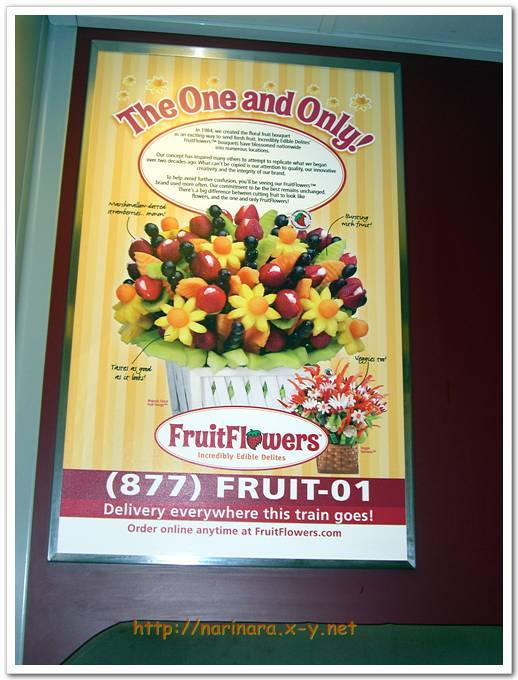 The One and Only!
In 1984, we created the floral fruit bouquet
as an exciting way to send fresh fruit. Incredibly Edible Delites'
FruitFlowers™ bouquets have blossomed nationwide
into numerous locations.
Our concept has inspired many others to attempt to replicate what we began
over two decades ago. What can't be copied is our attention to quality, our innovative
creativity and the integrity of our brand.
To help avoid further confusion, you'll be seeing our FruitFlowers™
brand used more often. Our commitment to be the best remains unchanged.
There's a big difference between cutting fruit to look like
flowers, and the one and only FruitFlowers!
Marshmallow-dotted
strawberries... mmm!
Bursting
with fruit!
Tastes as good
as it looks!
Veggies too!
FruitFlowers™
Incredibly Edible Delites
(877) FRUIT-01
Delivery everywhere this train goes!
Order online anytime at FruitFlowers.com
http://narinara.x-y.net